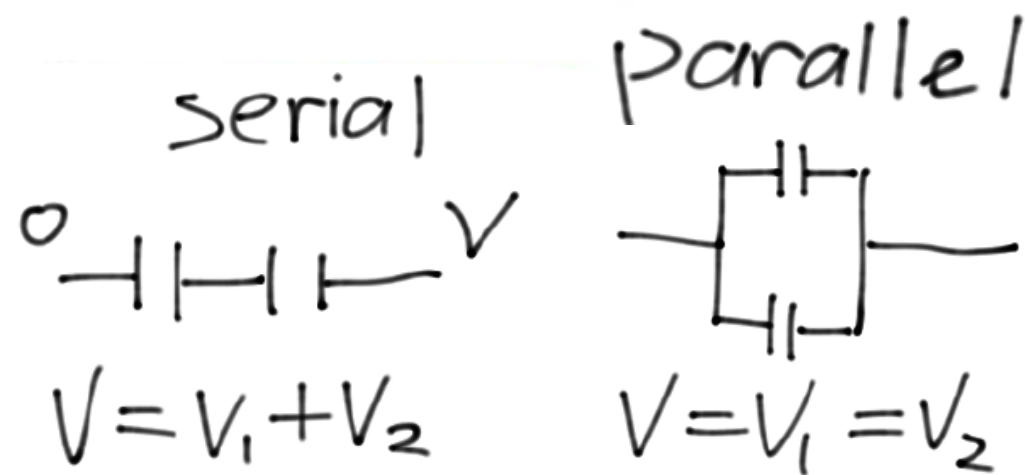 serial
0 V
V=V₁+V₂
parallel
V=V₁=V₂